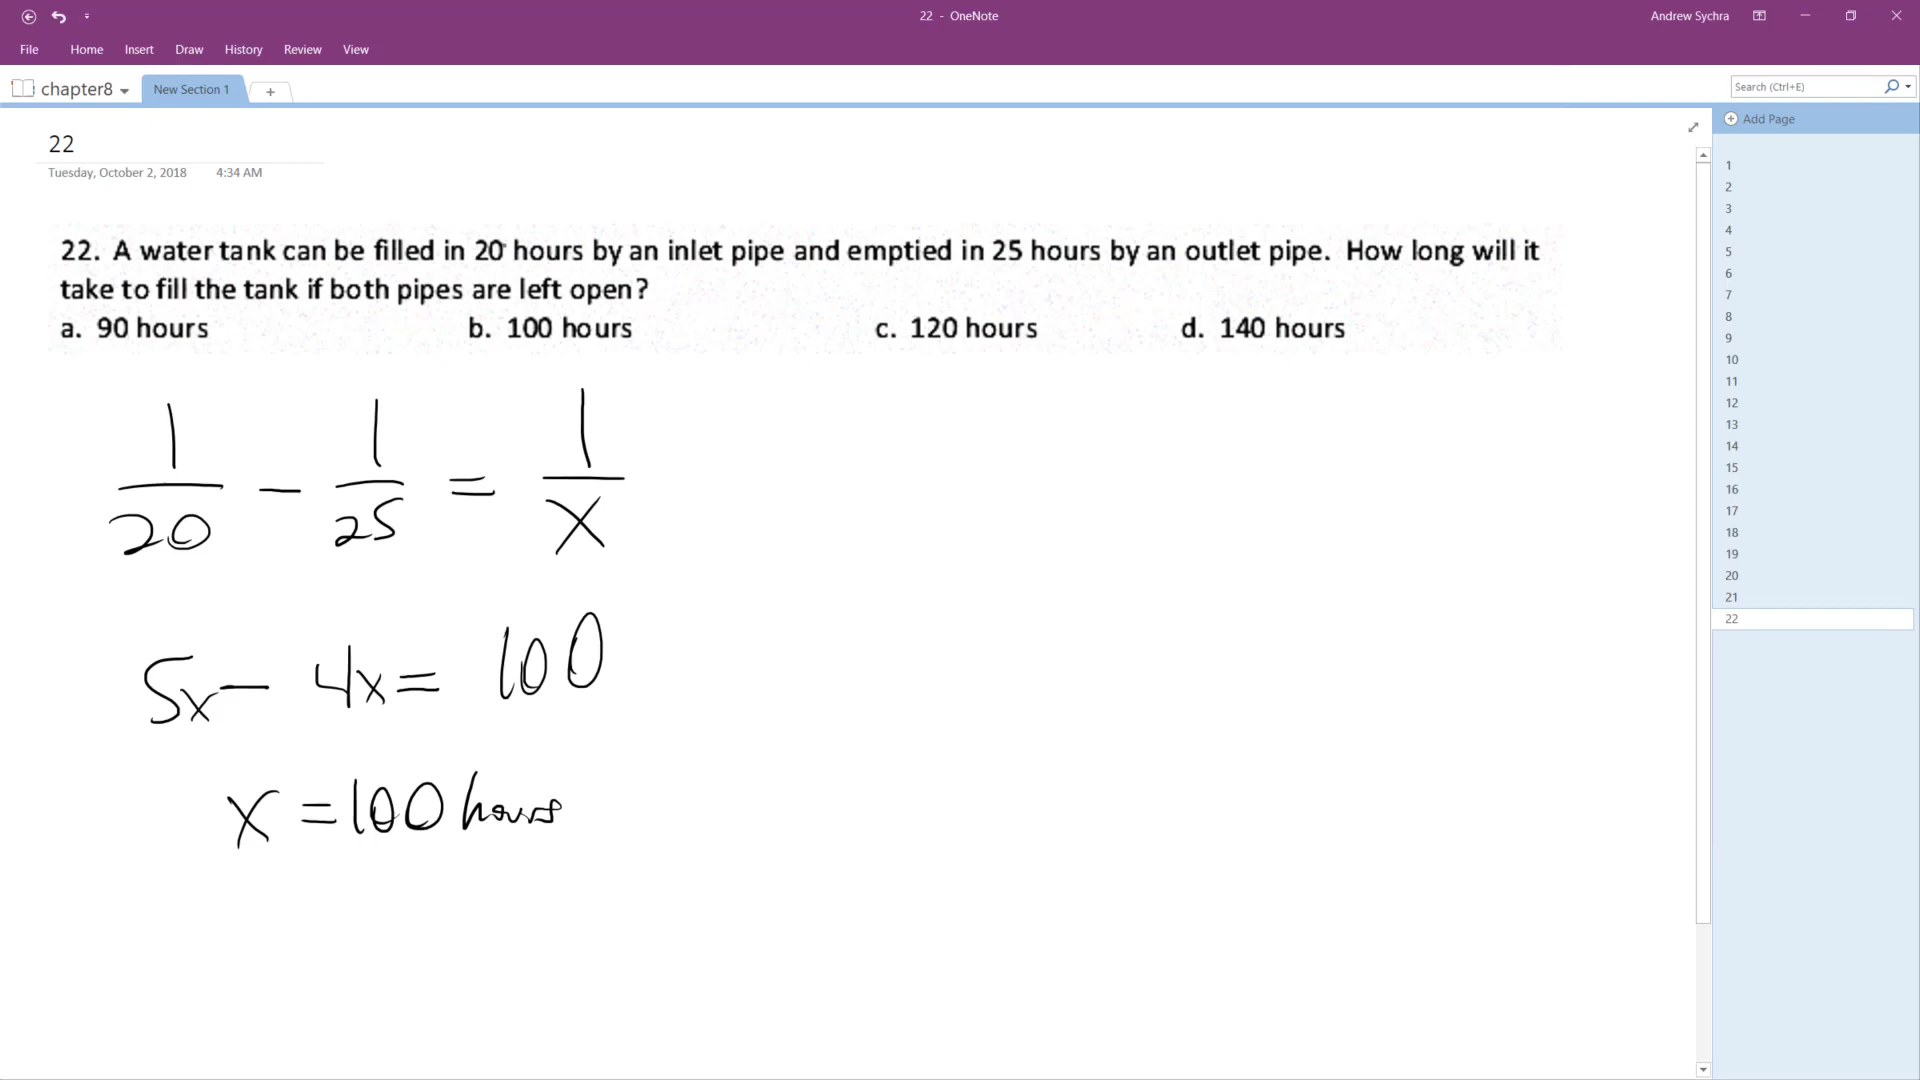 22 - OneNote
Andrew Sychra
File Home Insert Draw History Review View
chapter8
New Section 1
+
Search (Ctrl+E)
Add Page
22
Tuesday, October 2, 2018 4:34 AM
22. A water tank can be filled in 20 hours by an inlet pipe and emptied in 25 hours by an outlet pipe. How long will it
take to fill the tank if both pipes are left open?
a. 90 hours b. 100 hours c. 120 hours d. 140 hours
1/20 - 1/25 = 1/x
5x - 4x = 100
x = 100 hours
1
2
3
4
5
6
7
8
9
10
11
12
13
14
15
16
17
18
19
20
21
22